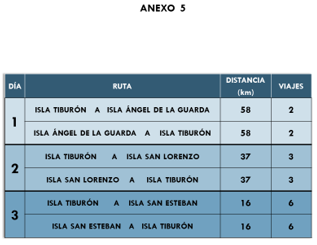 ANEXO 5
DÍA RUTA DISTANCIA (km) VIAJES
1 ISLA TIBURÓN A ISLA ÁNGEL DE LA GUARDA 58 2
ISLA ÁNGEL DE LA GUARDA A ISLA TIBURÓN 58 2
2 ISLA TIBURÓN A ISLA SAN LORENZO 37 3
ISLA SAN LORENZO A ISLA TIBURÓN 37 3
3 ISLA TIBURÓN A ISLA SAN ESTEBAN 16 6
ISLA SAN ESTEBAN A ISLA TIBURÓN 16 6